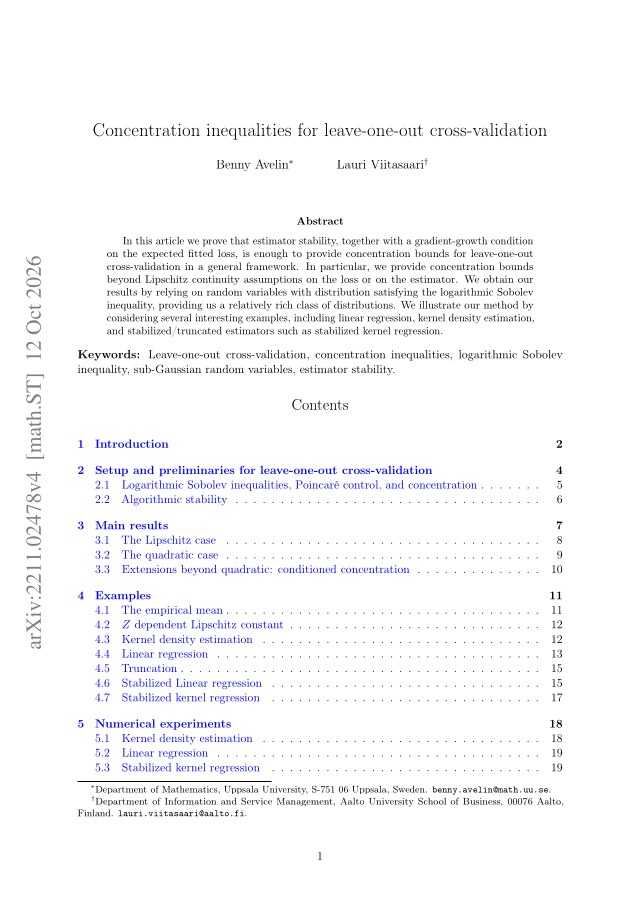 Concentration inequalities for leave-one-out cross-validation
Benny Avelin* Lauri Viitasaari†
Abstract
In this article we prove that estimator stability, together with a gradient-growth condition
on the expected fitted loss, is enough to provide concentration bounds for leave-one-out
cross-validation in a general framework. In particular, we provide concentration bounds
beyond Lipschitz continuity assumptions on the loss or on the estimator. We obtain our
results by relying on random variables with distribution satisfying the logarithmic Sobolev
inequality, providing us a relatively rich class of distributions. We illustrate our method by
considering several interesting examples, including linear regression, kernel density estimation,
and stabilized/truncated estimators such as stabilized kernel regression.
Keywords: Leave-one-out cross-validation, concentration inequalities, logarithmic Sobolev
inequality, sub-Gaussian random variables, estimator stability.
Contents
1 Introduction 2
2 Setup and preliminaries for leave-one-out cross-validation 4
2.1 Logarithmic Sobolev inequalities, Poincaré control, and concentration . . . . . . . 5
2.2 Algorithmic stability . . . . . . . . . . . . . . . . . . . . . . . . . . . . . . . . . 6
3 Main results 7
3.1 The Lipschitz case . . . . . . . . . . . . . . . . . . . . . . . . . . . . . . . . . . 8
3.2 The quadratic case . . . . . . . . . . . . . . . . . . . . . . . . . . . . . . . . . . 9
3.3 Extensions beyond quadratic: conditioned concentration . . . . . . . . . . . . . 10
4 Examples 11
4.1 The empirical mean . . . . . . . . . . . . . . . . . . . . . . . . . . . . . . . . . . 11
4.2 Z dependent Lipschitz constant . . . . . . . . . . . . . . . . . . . . . . . . . . . 12
4.3 Kernel density estimation . . . . . . . . . . . . . . . . . . . . . . . . . . . . . . 12
4.4 Linear regression . . . . . . . . . . . . . . . . . . . . . . . . . . . . . . . . . . . 13
4.5 Truncation . . . . . . . . . . . . . . . . . . . . . . . . . . . . . . . . . . . . . . 15
4.6 Stabilized Linear regression . . . . . . . . . . . . . . . . . . . . . . . . . . . . . 15
4.7 Stabilized kernel regression . . . . . . . . . . . . . . . . . . . . . . . . . . . . . 17
5 Numerical experiments 18
5.1 Kernel density estimation . . . . . . . . . . . . . . . . . . . . . . . . . . . . . . 18
5.2 Linear regression . . . . . . . . . . . . . . . . . . . . . . . . . . . . . . . . . . . 19
5.3 Stabilized kernel regression . . . . . . . . . . . . . . . . . . . . . . . . . . . . . 19
*Department of Mathematics, Uppsala University, S-751 06 Uppsala, Sweden. benny.avelin@math.uu.se.
†Department of Information and Service Management, Aalto University School of Business, 00076 Aalto,
Finland. lauri.viitasaari@aalto.fi.
1
arXiv:2211.02478v4 [math.ST] 12 Oct 2026